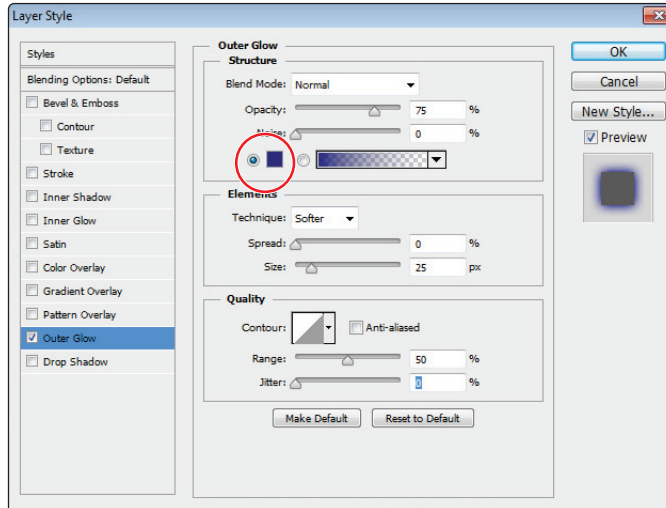 Layer Style
Styles
Blending Options: Default
Bevel & Emboss
Contour
Texture
Stroke
Inner Shadow
Inner Glow
Satin
Color Overlay
Gradient Overlay
Pattern Overlay
Outer Glow
Drop Shadow
Outer Glow
Structure
Blend Mode: Normal
Opacity: 75 %
Noise: 0 %
Elements
Technique: Softer
Spread: 0 %
Size: 25 px
Quality
Contour: Anti-aliased
Range: 50 %
Jitter: 0 %
Make Default Reset to Default
OK
Cancel
New Style...
Preview